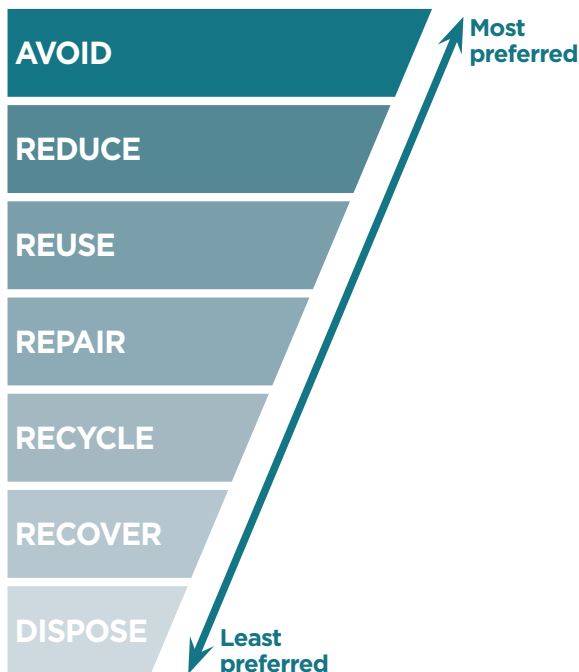 Most
preferred
AVOID
REDUCE
REUSE
REPAIR
RECYCLE
RECOVER
DISPOSE
Least
preferred